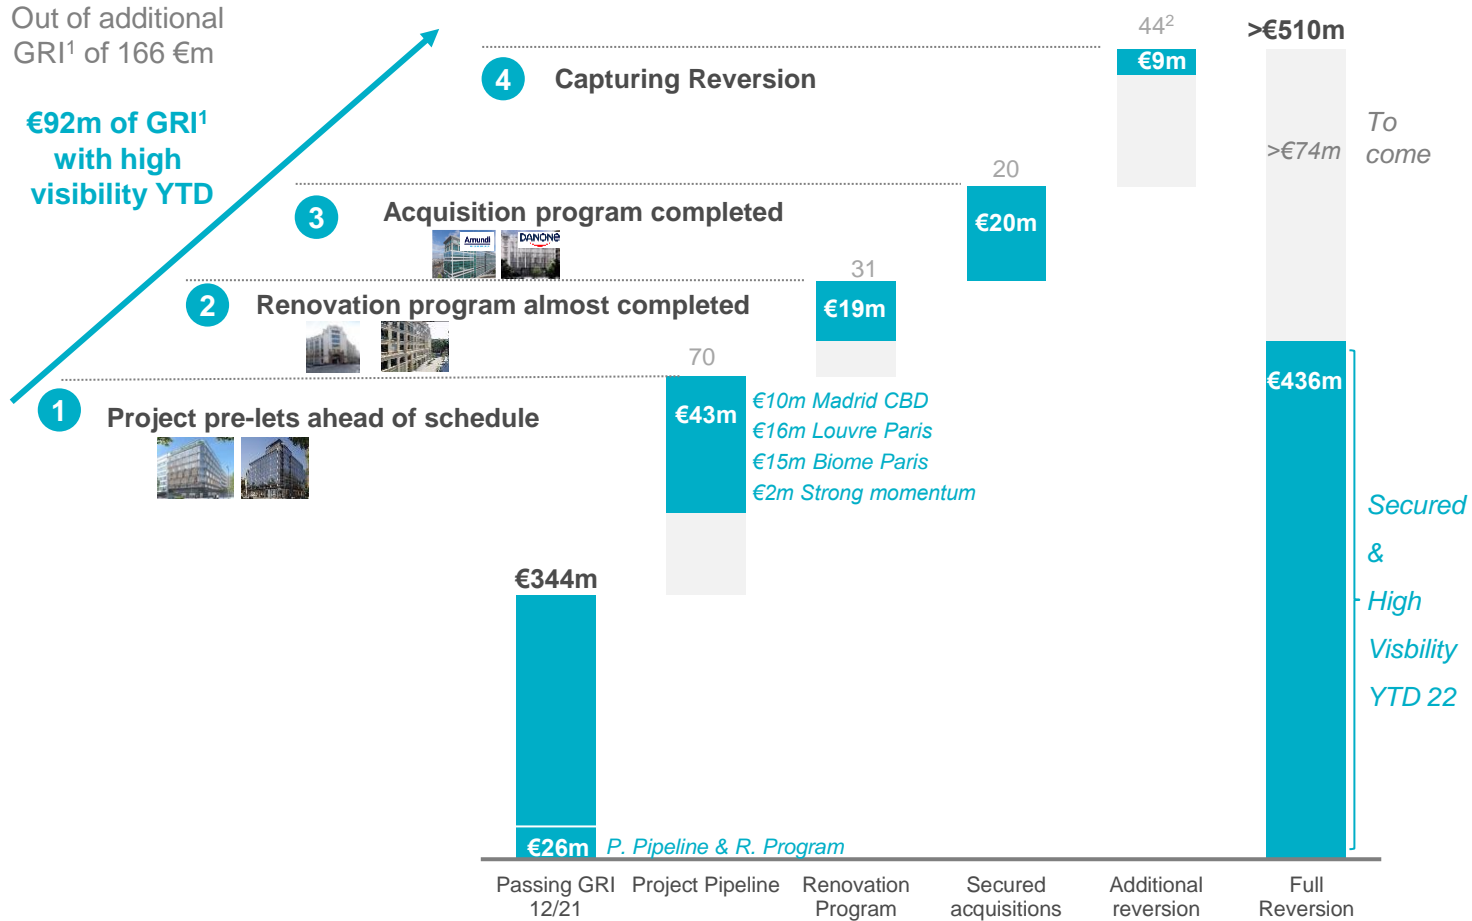 Out of additional
GRI1 of 166 €m
€92m of GRI1
with high
visibility YTD
44²
>€510m
€9m
4 Capturing Reversion
>€74m
To
come
20
3 Acquisition program completed
€20m
Amundi
DANONE
31
2 Renovation program almost completed
€19m
70
€436m
1 Project pre-lets ahead of schedule
€43m
€10m Madrid CBD
€16m Louvre Paris
€15m Biome Paris
€2m Strong momentum
Secured
&
High
Visbility
YTD 22
€344m
€26m P. Pipeline & R. Program
Passing GRI
12/21
Project Pipeline
Renovation
Program
Secured
acquisitions
Additional
reversion
Full
Reversion